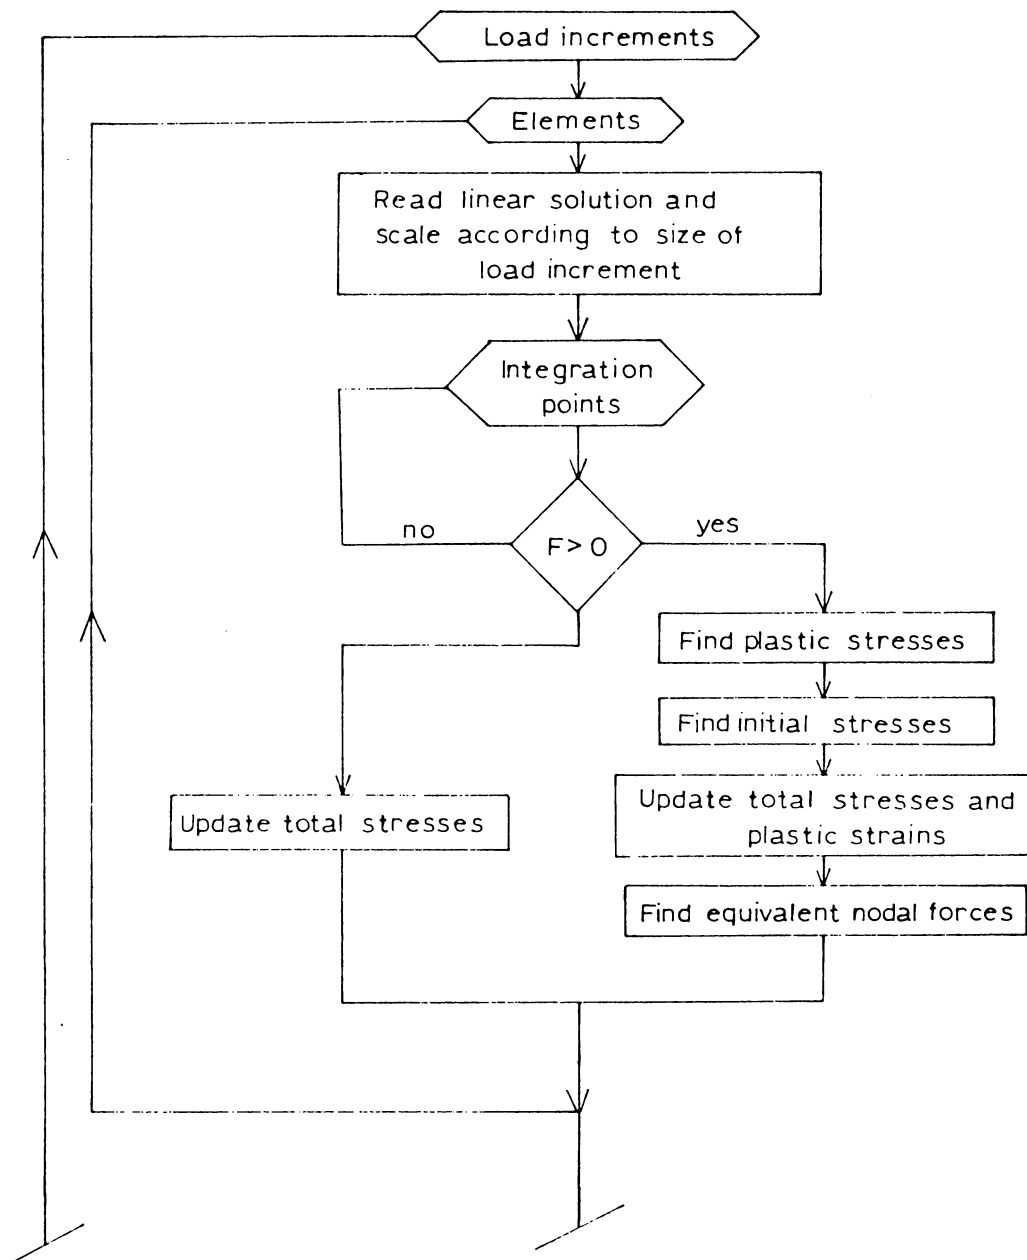 Load increments
Elements
Read linear solution and
scale according to size of
load increment
Integration
points
no
F > 0
yes
Find plastic stresses
Find initial stresses
Update total stresses
Update total stresses and
plastic strains
Find equivalent nodal forces